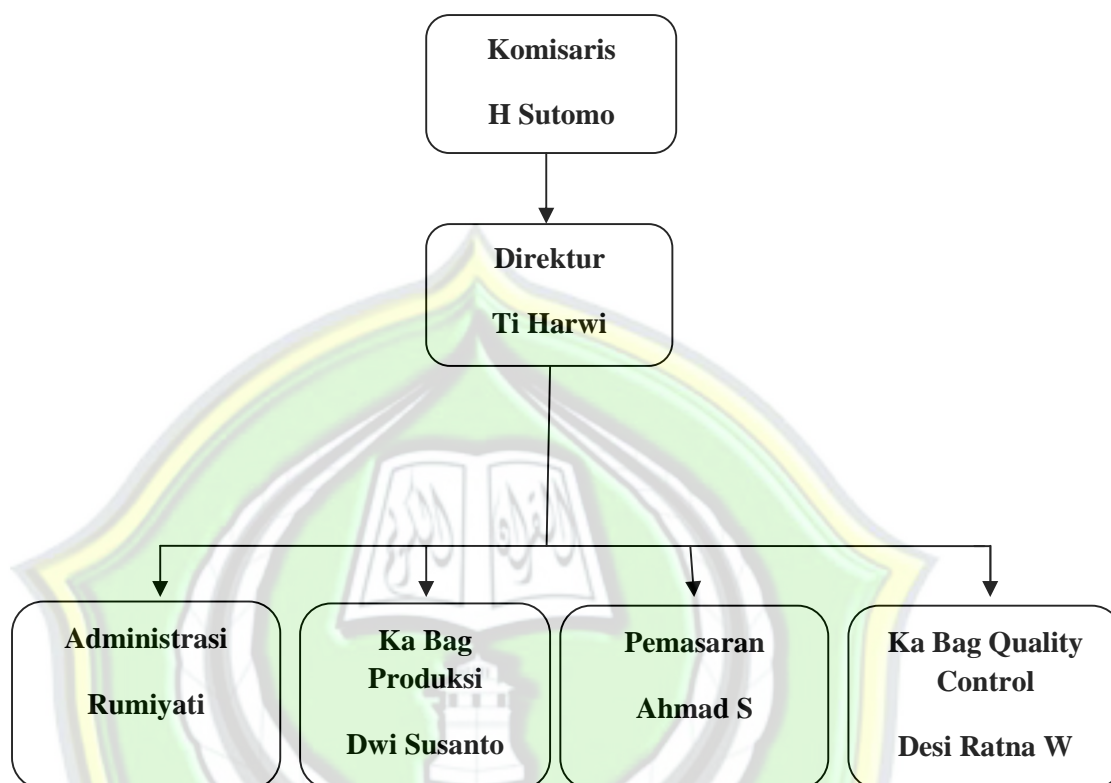 Komisaris
H Sutomo
Direktur
Ti Harwi
Administrasi
Rumiyati
Ka Bag
Produksi
Dwi Susanto
Pemasaran
Ahmad S
Ka Bag Quality
Control
Desi Ratna W